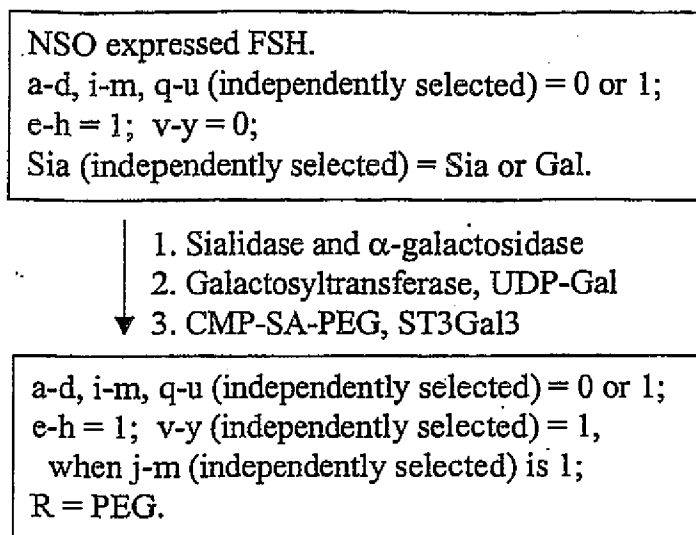 NSO expressed FSH.
a-d, i-m, q-u (independently selected) = 0 or 1;
e-h = 1; v-y = 0;
Sia (independently selected) = Sia or Gal.
1. Sialidase and α-galactosidase
2. Galactosyltransferase, UDP-Gal
3. CMP-SA-PEG, ST3Gal3
a-d, i-m, q-u (independently selected) = 0 or 1;
e-h = 1; v-y (independently selected) = 1,
when j-m (independently selected) is 1;
R = PEG.